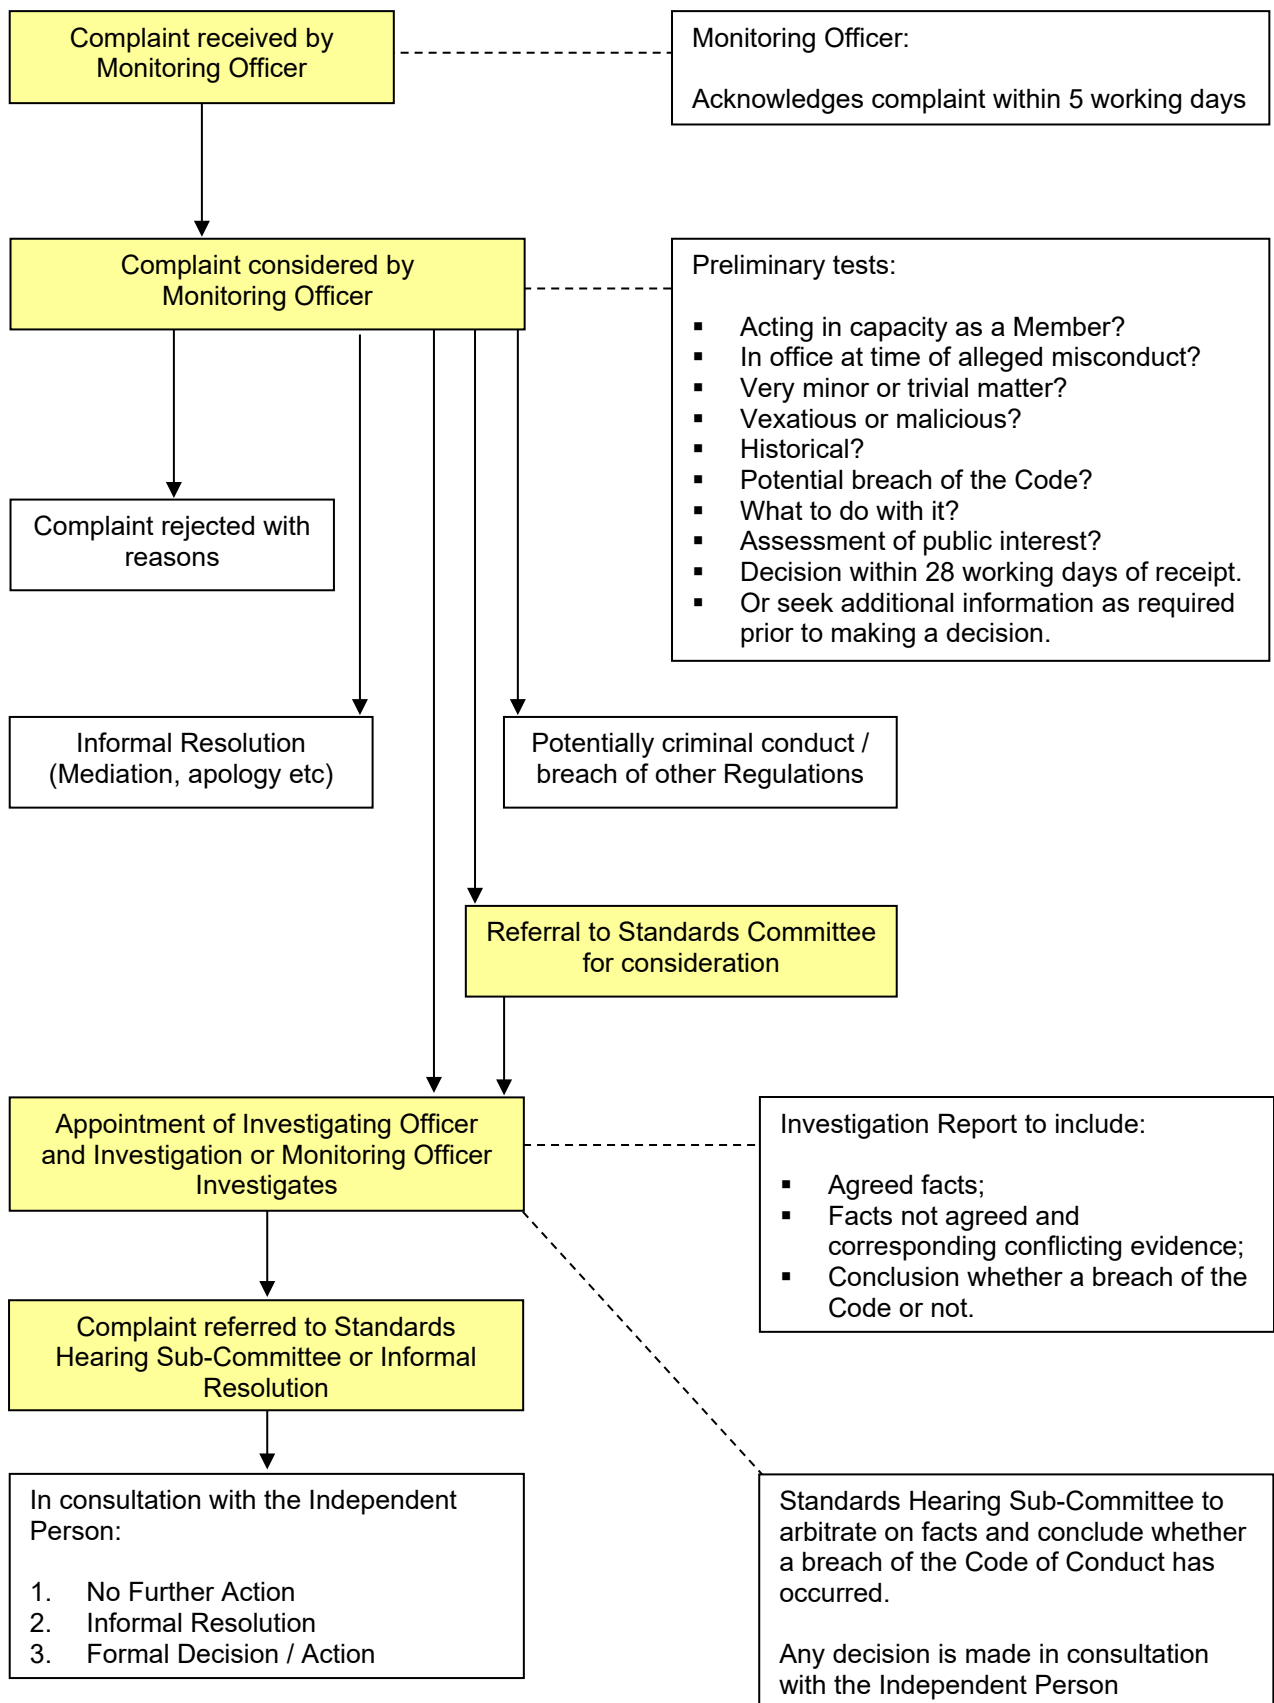 Complaint received by
Monitoring Officer
Monitoring Officer:
Acknowledges complaint within 5 working days
Complaint considered by
Monitoring Officer
Preliminary tests:
▪ Acting in capacity as a Member?
▪ In office at time of alleged misconduct?
▪ Very minor or trivial matter?
▪ Vexatious or malicious?
▪ Historical?
▪ Potential breach of the Code?
▪ What to do with it?
▪ Assessment of public interest?
▪ Decision within 28 working days of receipt.
▪ Or seek additional information as required
prior to making a decision.
Complaint rejected with
reasons
Informal Resolution
(Mediation, apology etc)
Potentially criminal conduct /
breach of other Regulations
Referral to Standards Committee
for consideration
Appointment of Investigating Officer
and Investigation or Monitoring Officer
Investigates
Investigation Report to include:
▪ Agreed facts;
▪ Facts not agreed and
corresponding conflicting evidence;
▪ Conclusion whether a breach of the
Code or not.
Complaint referred to Standards
Hearing Sub-Committee or Informal
Resolution
In consultation with the Independent
Person:
1. No Further Action
2. Informal Resolution
3. Formal Decision / Action
Standards Hearing Sub-Committee to
arbitrate on facts and conclude whether
a breach of the Code of Conduct has
occurred.
Any decision is made in consultation
with the Independent Person